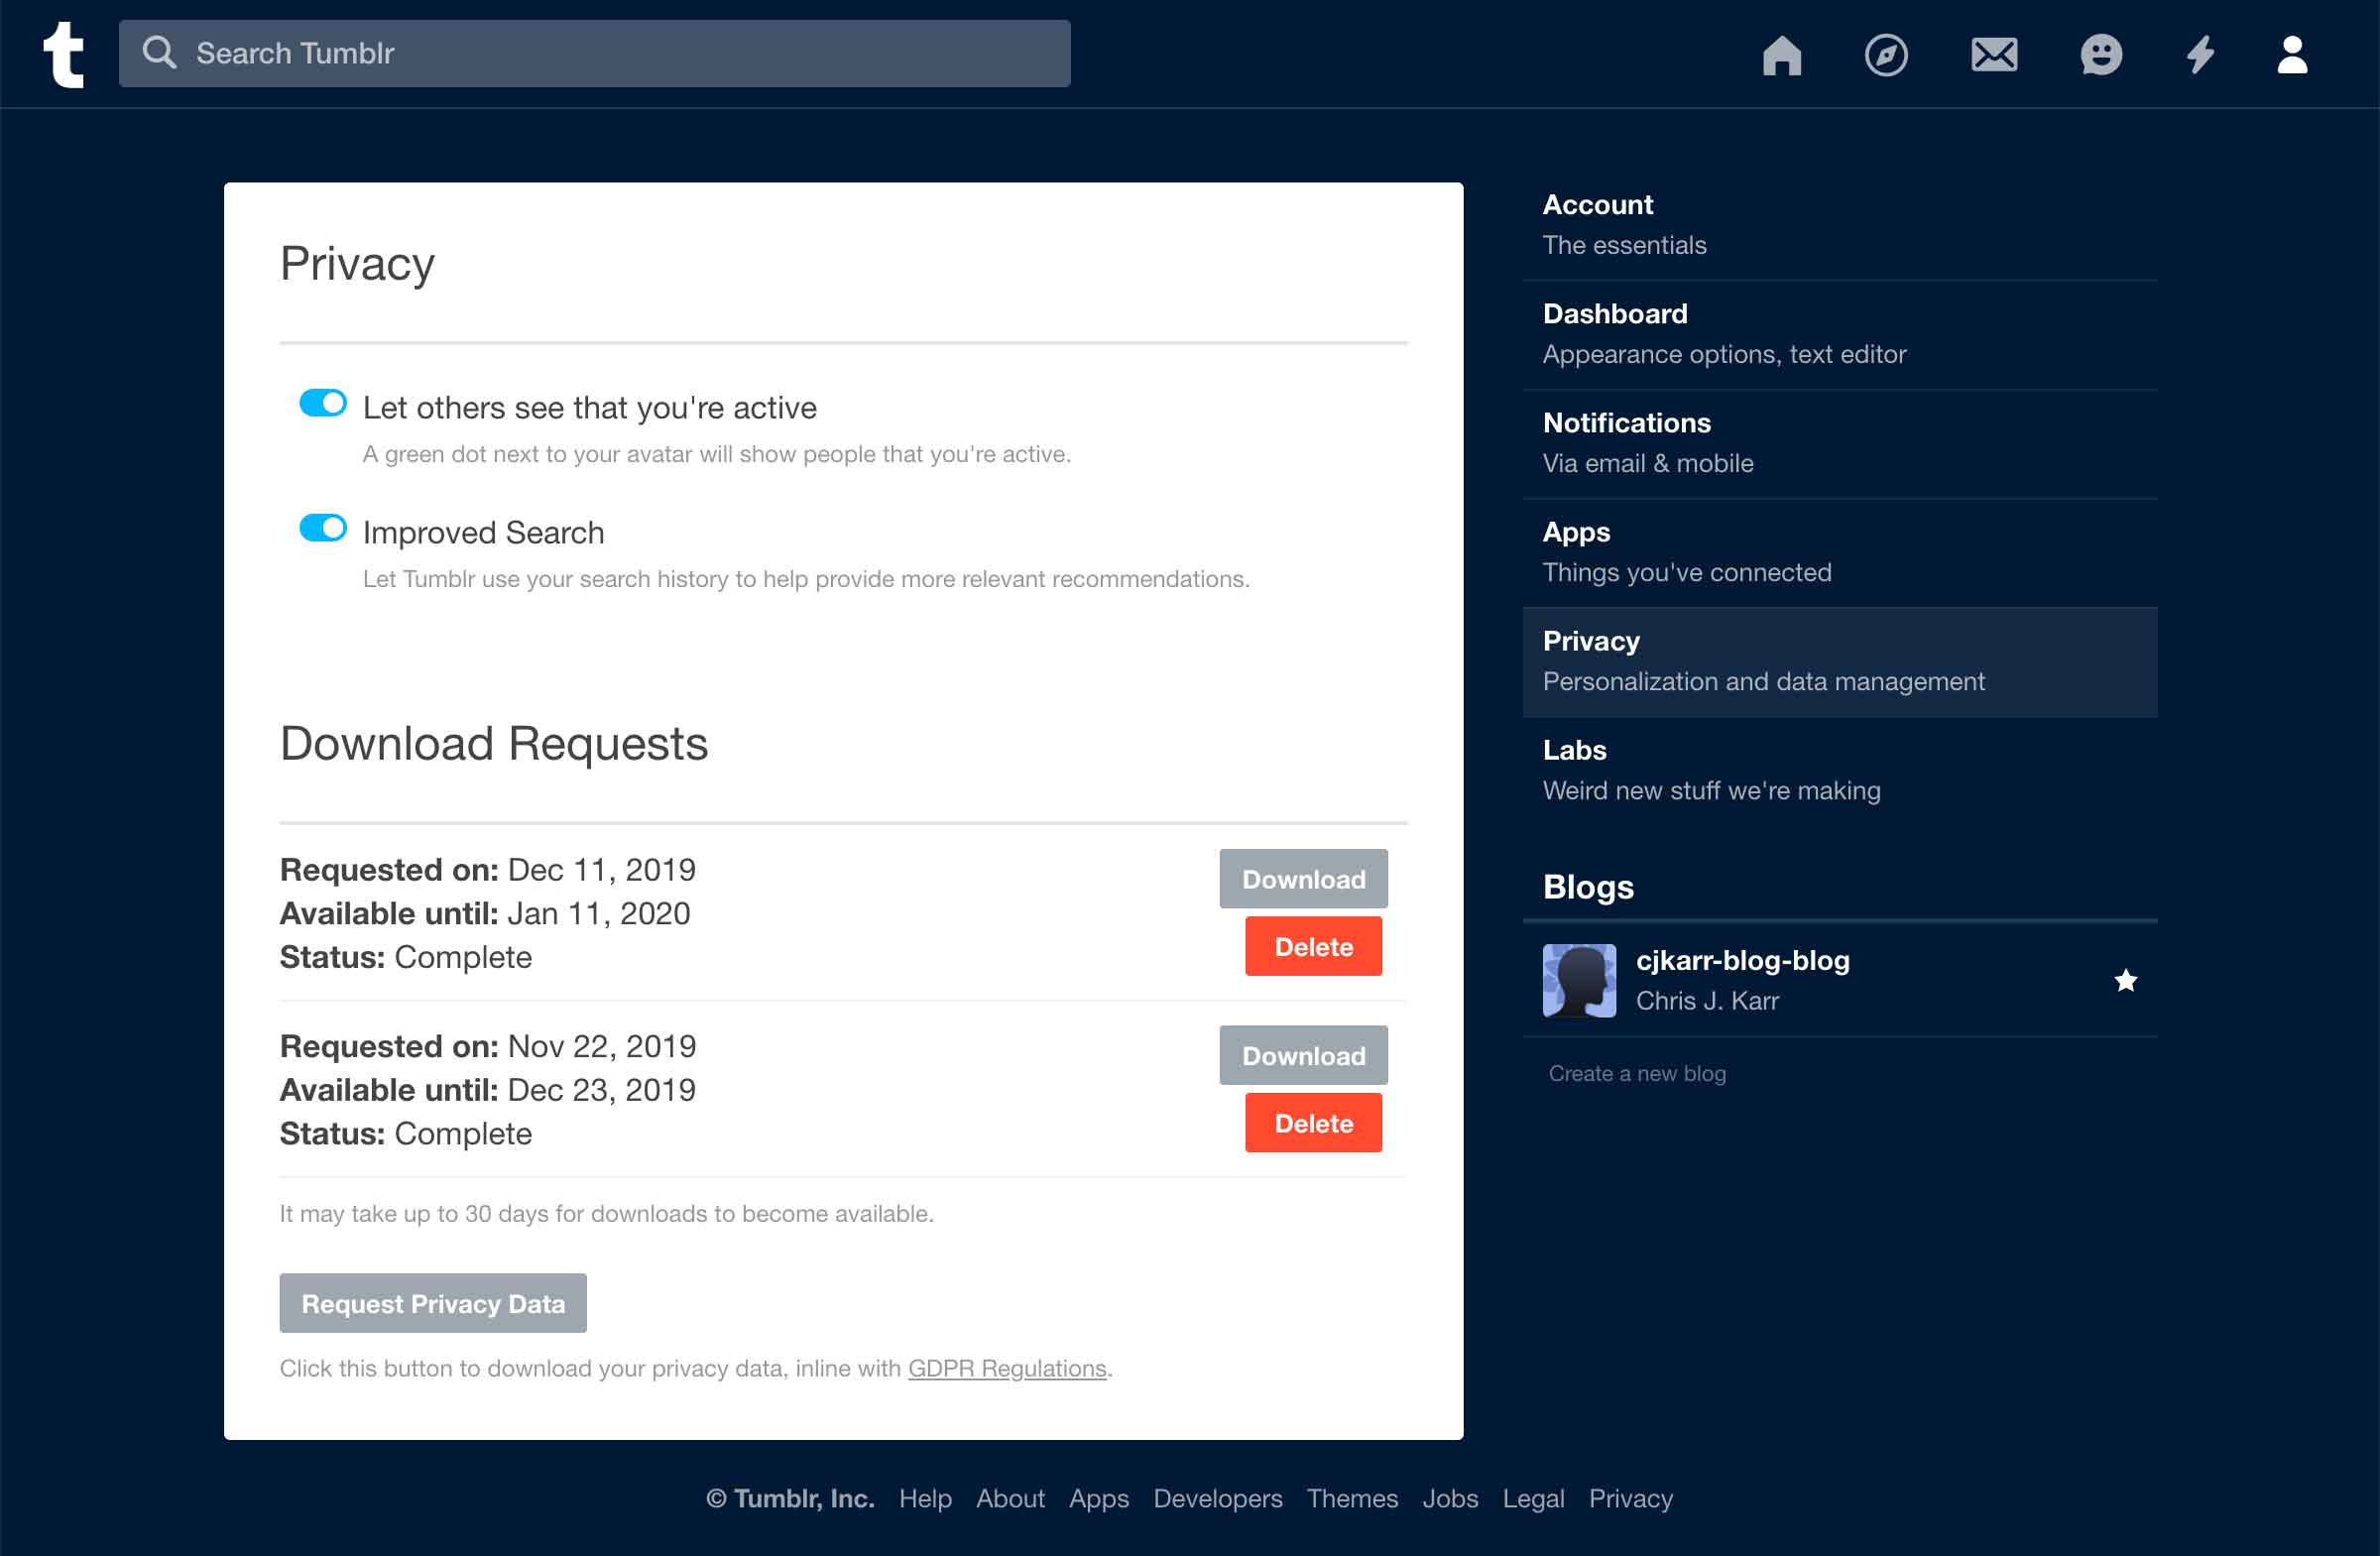 t
Search Tumblr
Privacy
Let others see that you're active
A green dot next to your avatar will show people that you're active.
Improved Search
Let Tumblr use your search history to help provide more relevant recommendations.
Download Requests
Requested on: Dec 11, 2019
Available until: Jan 11, 2020
Status: Complete
Download
Delete
Requested on: Nov 22, 2019
Available until: Dec 23, 2019
Status: Complete
Download
Delete
It may take up to 30 days for downloads to become available.
Request Privacy Data
Click this button to download your privacy data, inline with GDPR Regulations.
Account
The essentials
Dashboard
Appearance options, text editor
Notifications
Via email & mobile
Apps
Things you've connected
Privacy
Personalization and data management
Labs
Weird new stuff we're making
Blogs
cjkarr-blog-blog
Chris J. Karr
Create a new blog
© Tumblr, Inc. Help About Apps Developers Themes Jobs Legal Privacy